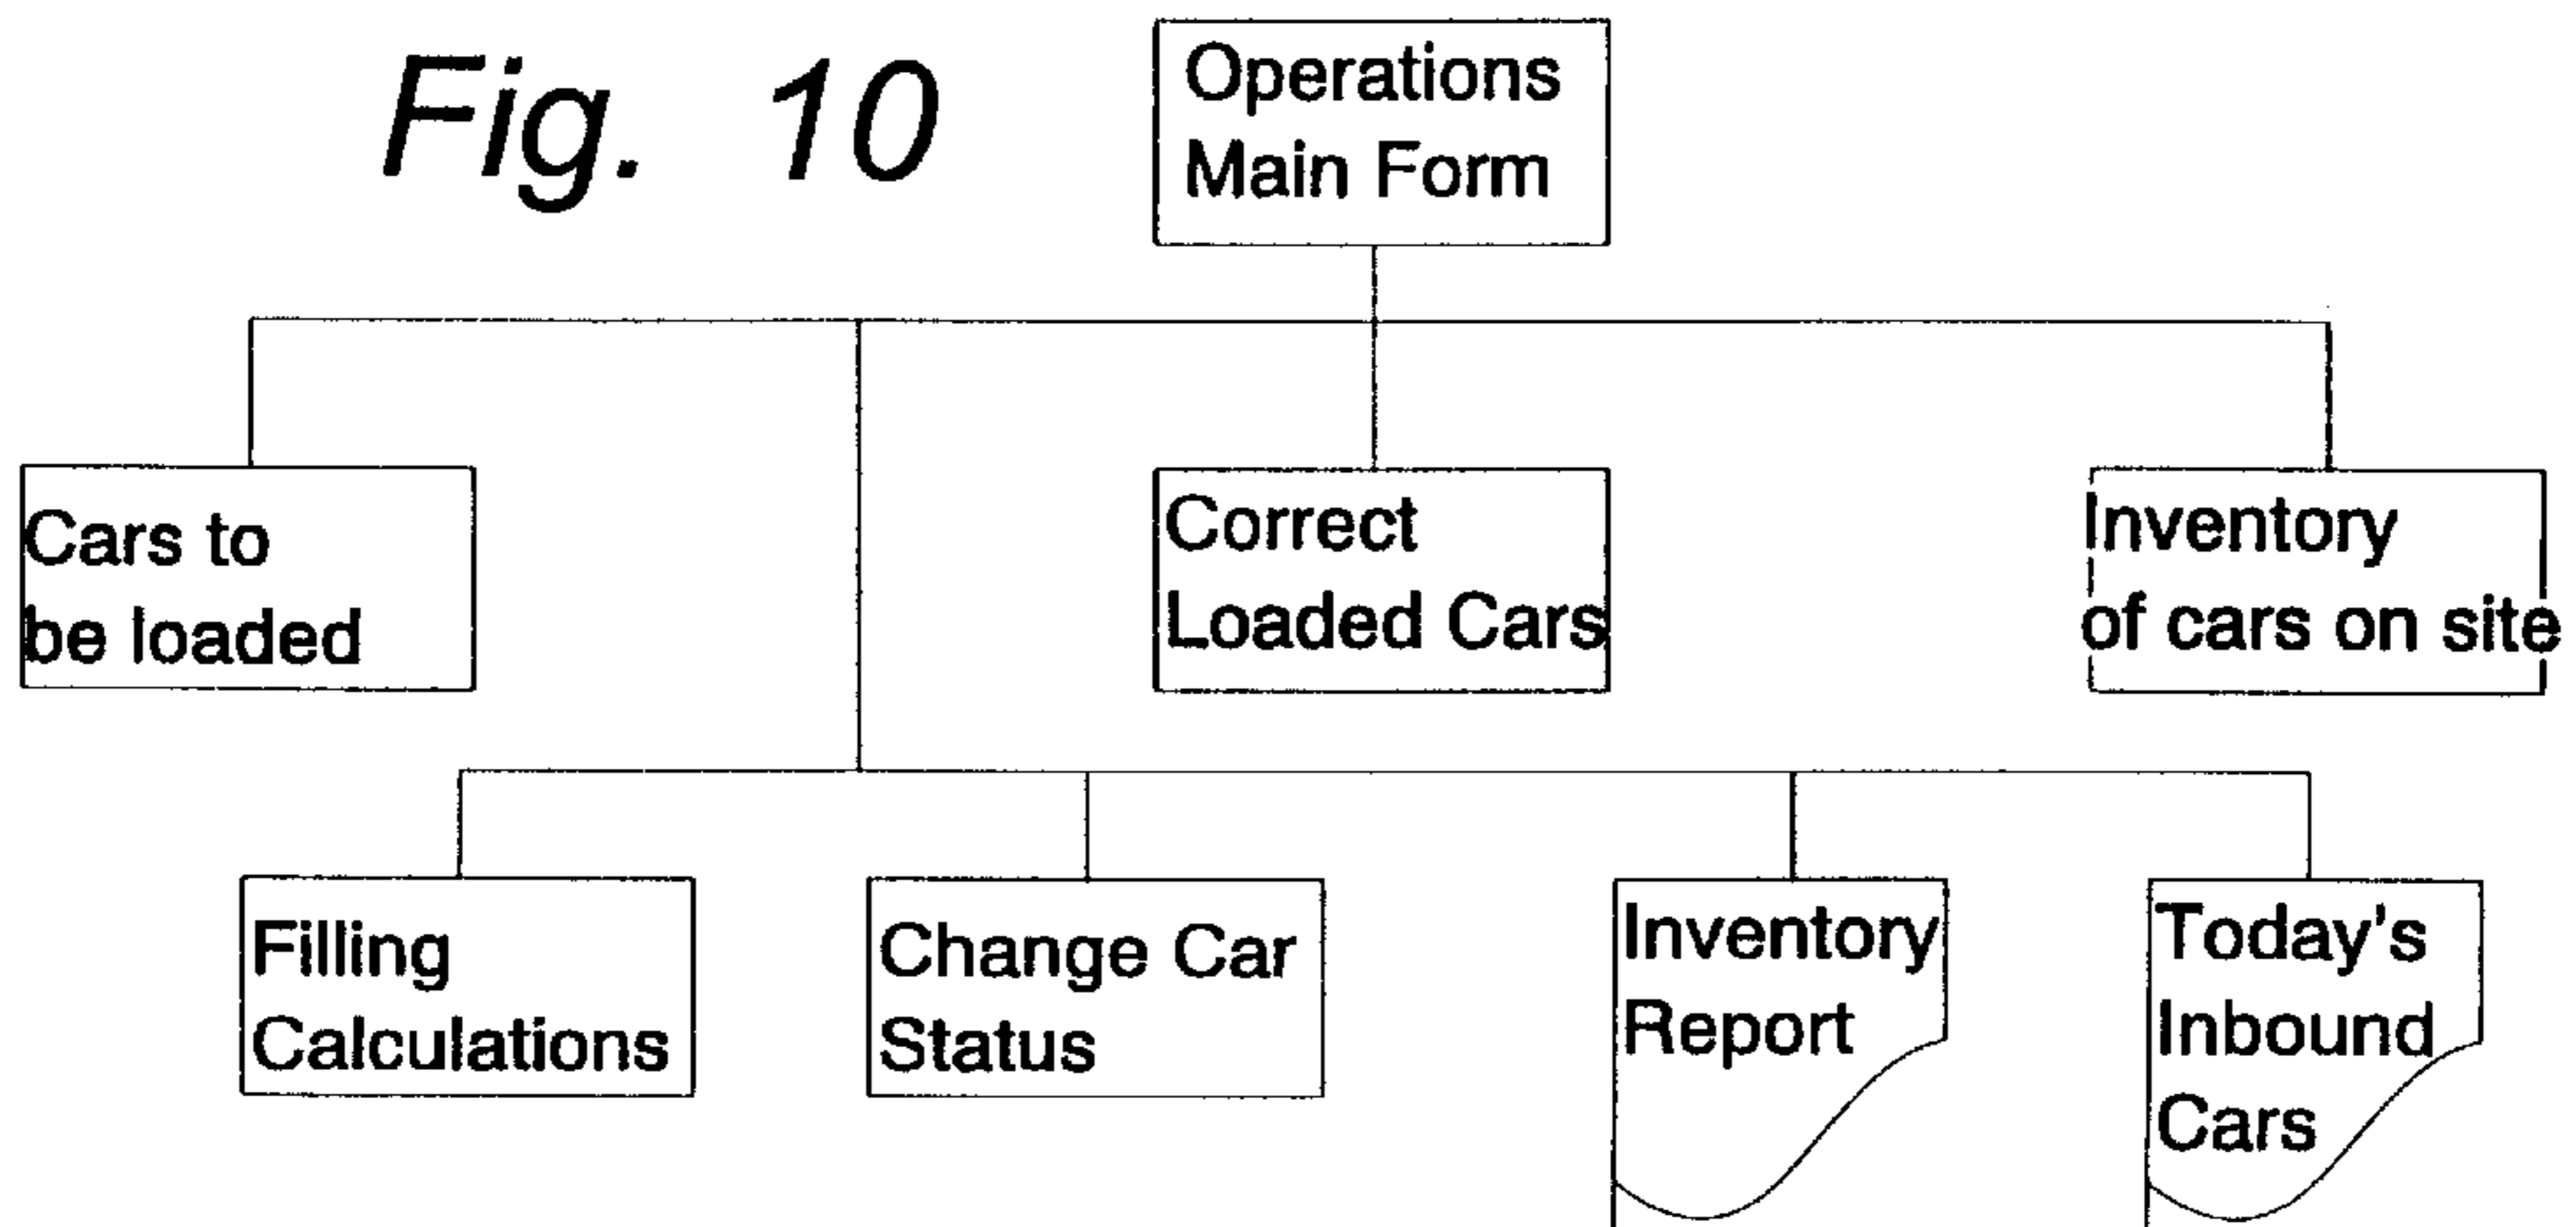 Fig. 10
Operations
Main Form
Cars to
be loaded
Correct
Loaded Cars
Inventory
of cars on site
Filling
Calculations
Change Car
Status
Inventory
Report
Today's
Inbound
Cars